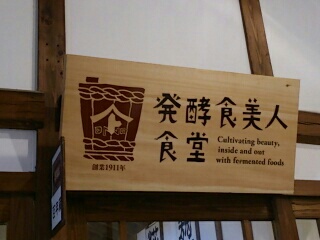 発酵食美人
食堂
Cultivating beauty,
inside and out
with fermented foods
創業1911年